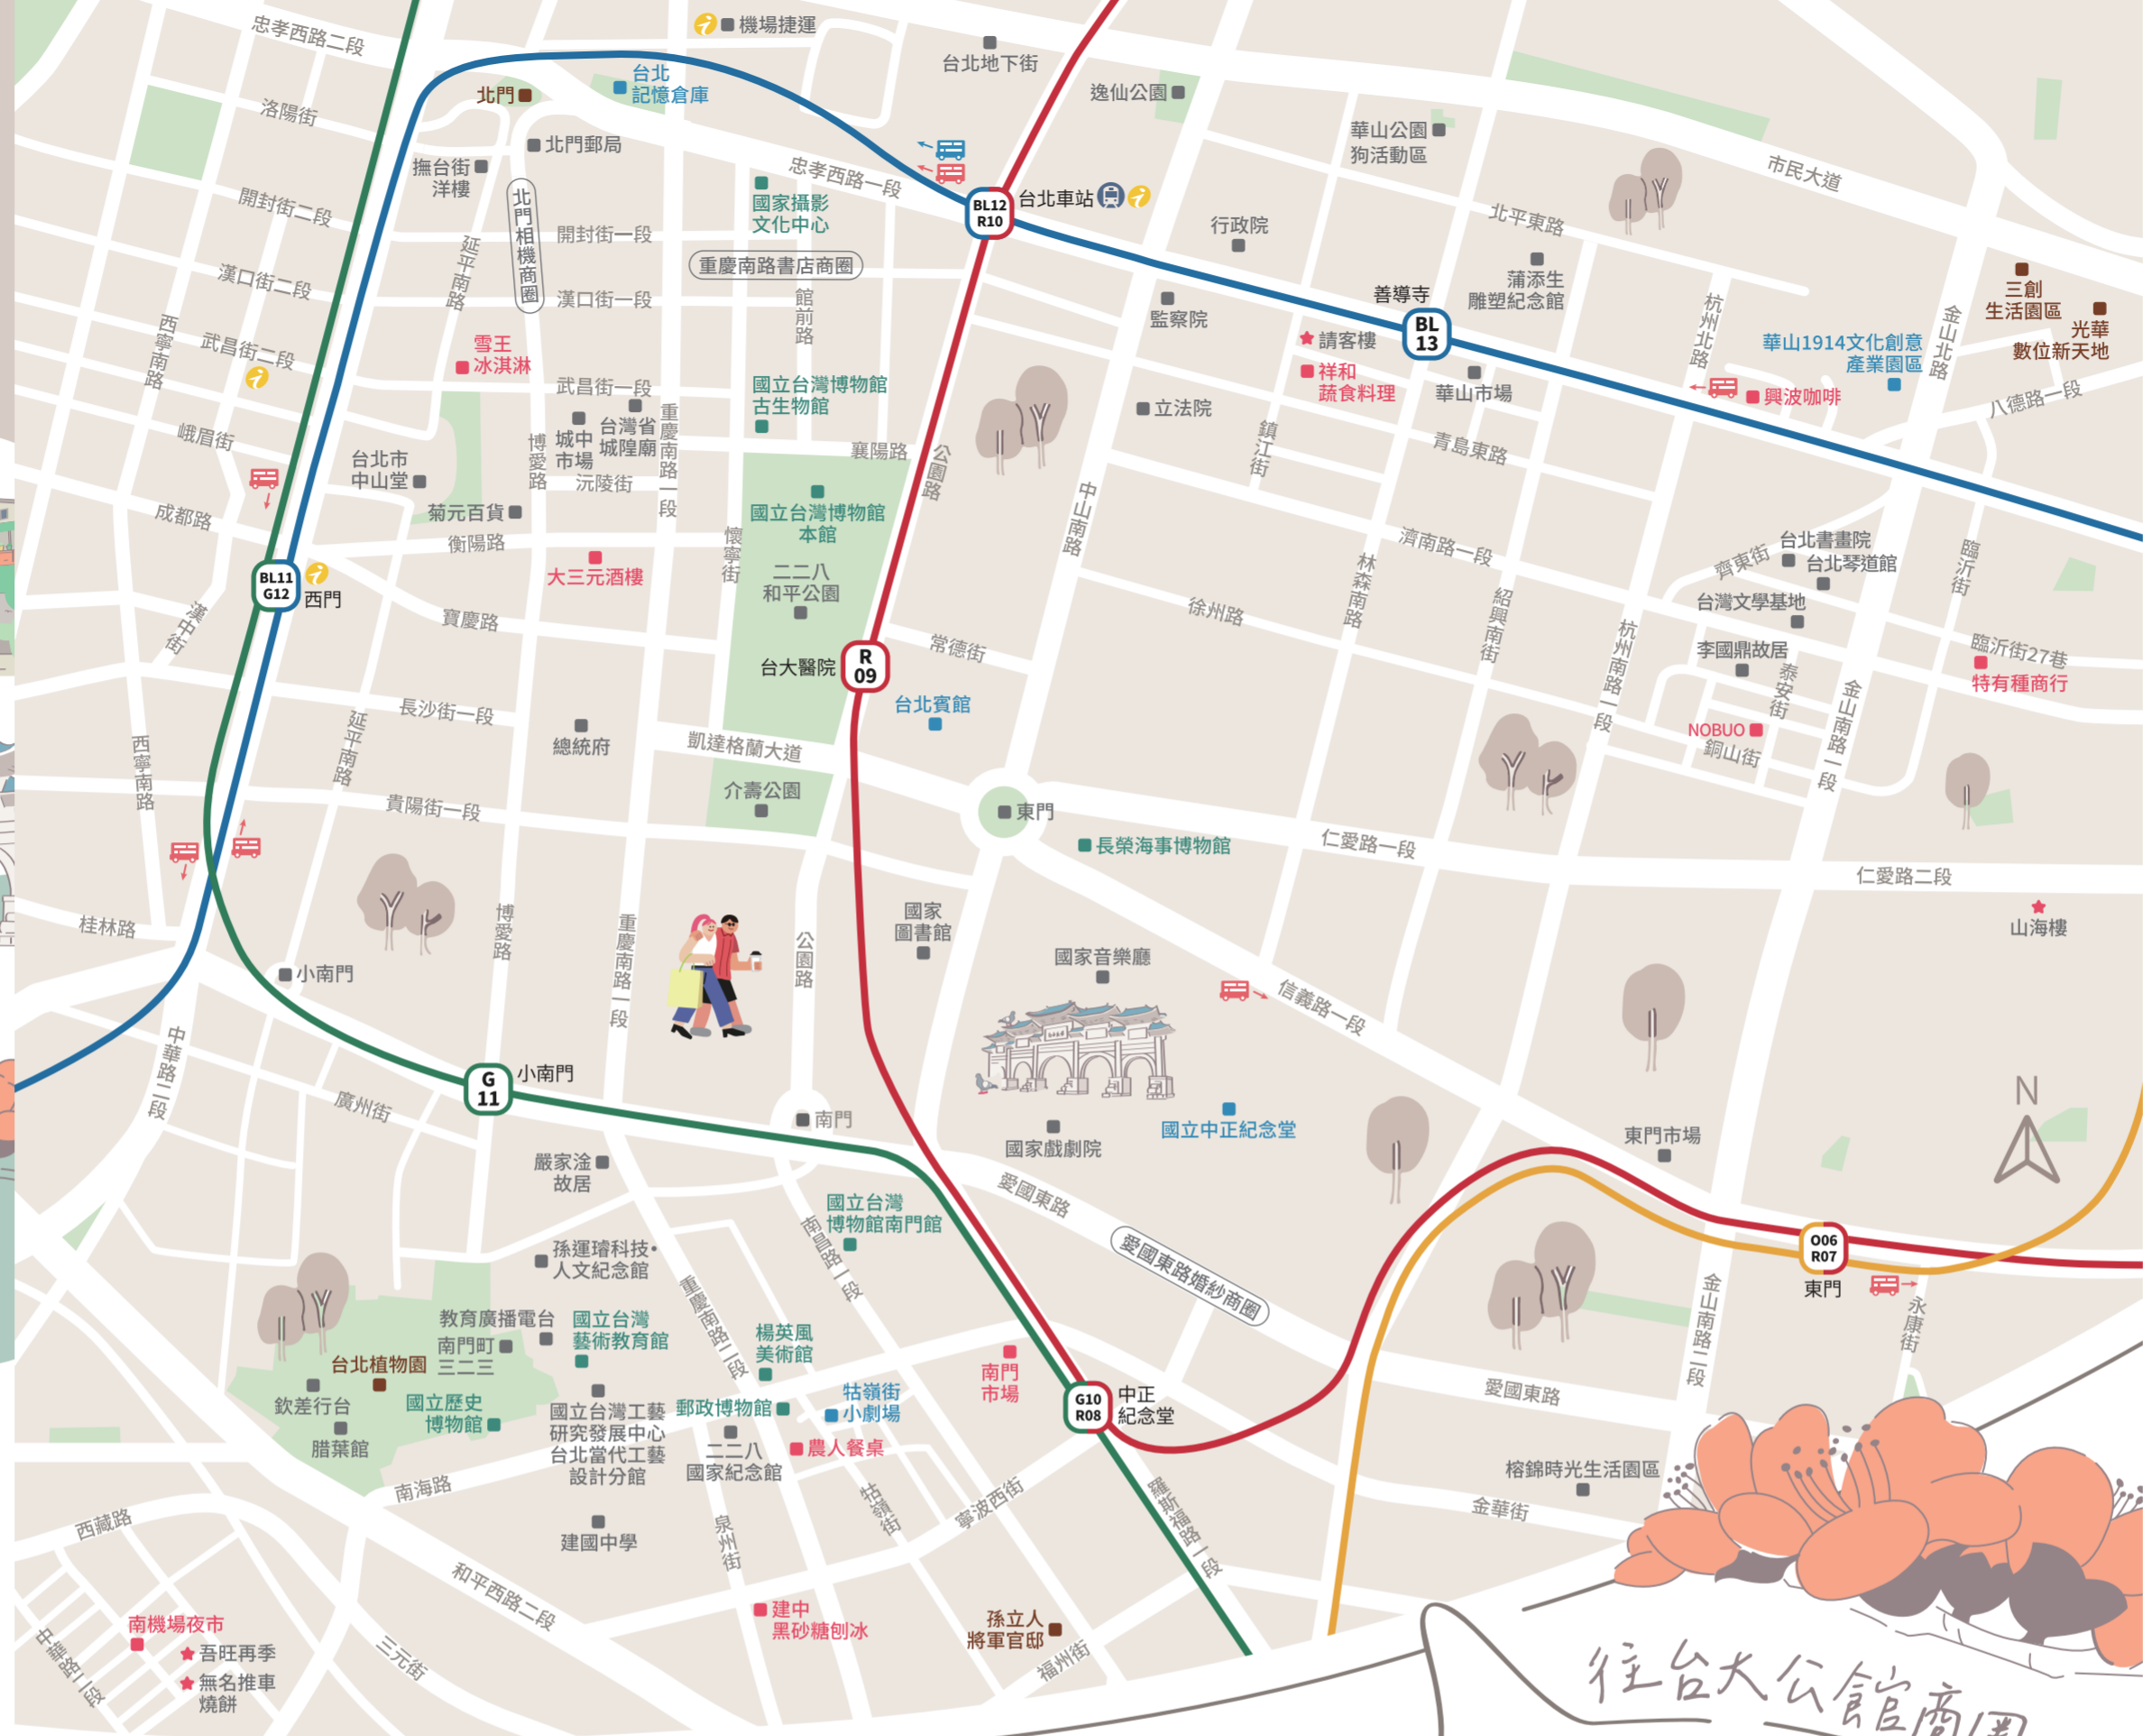 忠孝西路二段
機場捷運
台北地下街
台北
記憶倉庫
北門
逸仙公園
洛陽街
北門郵局
華山公園
狗活動區
撫台街
洋樓
忠孝西路一段
市民大道
國家攝影
文化中心
BL12
R10
台北車站
開封街二段
北門相機商圈
開封街一段
行政院
北平東路
重慶南路書店商圈
延平南路
漢口街二段
漢口街一段
館前路
監察院
善導寺
BL
13
蒲添生
雕塑紀念館
杭州北路
金山北路
三創
生活園區
光華
數位新天地
西寧南路
武昌街二段
雪王
冰淇淋
請客樓
祥和
蔬食料理
華山市場
華山1914文化創意
產業園區
興波咖啡
八德路一段
武昌街一段
國立台灣博物館
古生物館
立法院
峨眉街
城中
市場
台灣省
城隍廟
重慶南路一段
博愛路
襄陽路
公園路
鎮江街
青島東路
台北市
中山堂
沅陵街
成都路
菊元百貨
衡陽路
國立台灣博物館
本館
中山南路
懷寧街
大三元酒樓
二二八
和平公園
濟南路一段
林森南路
台北書畫院
齊東街
台北琴道館
臨沂街
BL11
G12
西門
漢中街
寶慶路
常德街
徐州路
紹興南街
台灣文學基地
杭州南路一段
李國鼎故居
泰安街
臨沂街27巷
特有種商行
台大醫院
R
09
台北賓館
長沙街一段
延平南路
總統府
凱達格蘭大道
NOBUO
銅山街
金山南路一段
西寧南路
貴陽街一段
介壽公園
東門
長榮海事博物館
仁愛路一段
仁愛路二段
桂林路
博愛路
重慶南路一段
公園路
國家
圖書館
國家音樂廳
山海樓
小南門
信義路一段
中華路二段
廣州街
G
11
小南門
南門
國家戲劇院
國立中正紀念堂
東門市場
N
嚴家淦
故居
愛國東路
國立台灣
博物館南門館
南昌路一段
孫運璿科技•
人文紀念館
愛國東路婚紗商圈
O06
R07
東門
永康街
金山南路二段
重慶南路二段
教育廣播電台
南門町
三二三
國立台灣
藝術教育館
楊英風
美術館
台北植物園
欽差行台
國立歷史
博物館
腊葉館
國立台灣工藝
研究發展中心
台北當代工藝
設計分館
郵政博物館
牯嶺街
小劇場
二二八
國家紀念館
農人餐桌
南門
市場
G10
R08
中正
紀念堂
愛國東路
榕錦時光生活園區
金華街
南海路
西藏路
建國中學
泉州街
牯嶺街
寧波西街
羅斯福路一段
和平西路二段
南機場夜市
吾旺再季
無名推車
燒餅
中華路二段
三元街
建中
黑砂糖刨冰
孫立人
將軍官邸
福州街
往台大公館商圈